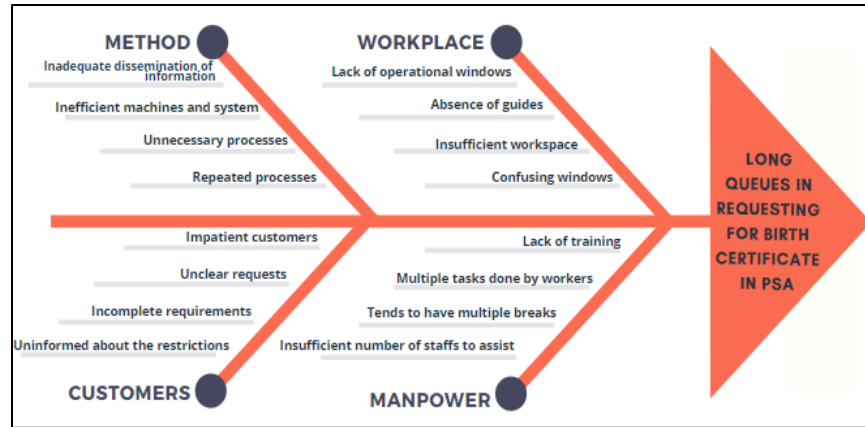 METHOD
Inadequate dissemination of
information
Inefficient machines and system
Unnecessary processes
Repeated processes
WORKPLACE
Lack of operational windows
Absence of guides
Insufficient workspace
Confusing windows
Impatient customers
Unclear requests
Incomplete requirements
Uninformed about the restrictions
CUSTOMERS
Lack of training
Multiple tasks done by workers
Tends to have multiple breaks
Insufficient number of staffs to assist
MANPOWER
LONG
QUEUES IN
REQUESTING
FOR BIRTH
CERTIFICATE
IN PSA